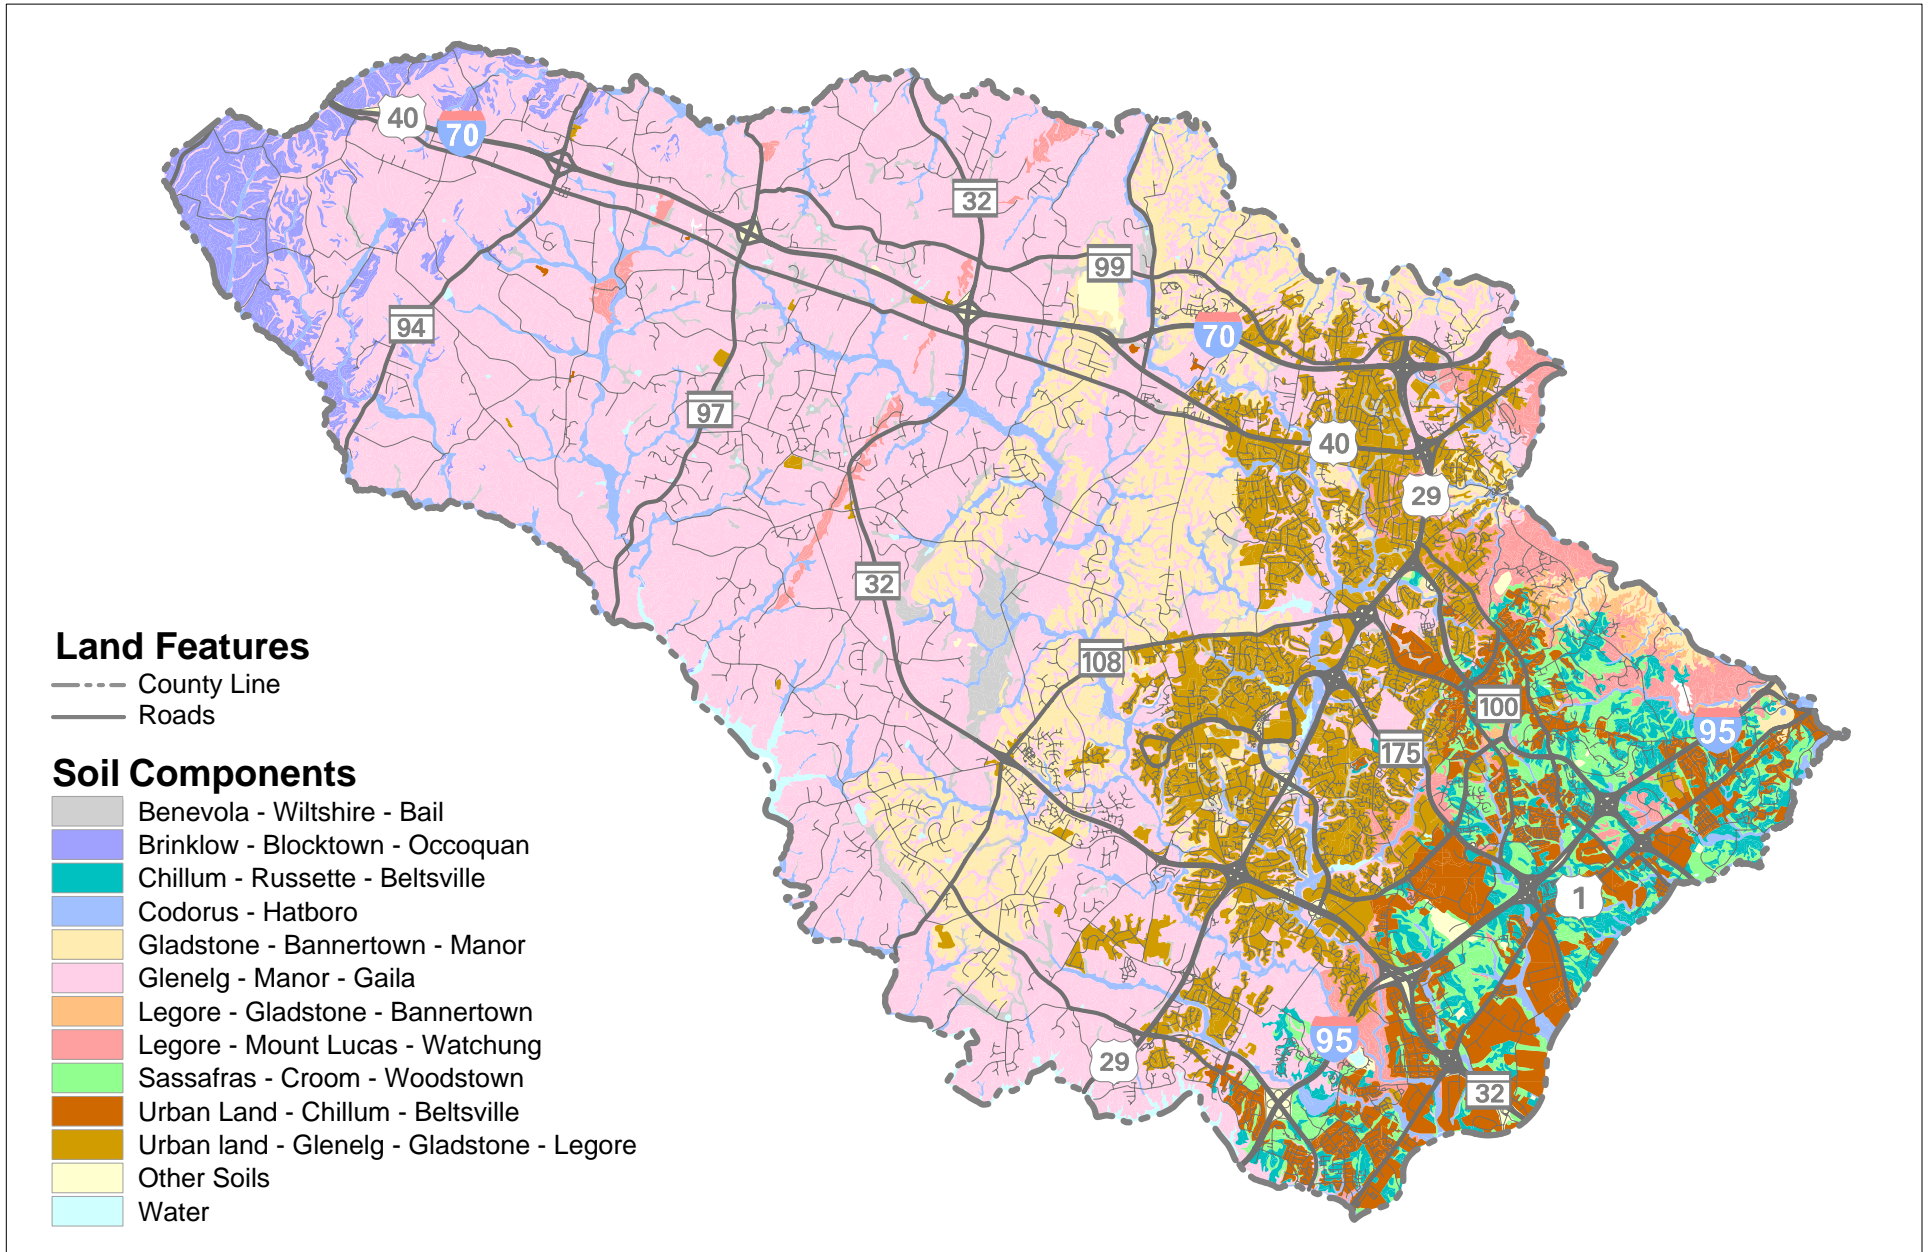 40
70
32
99
94
70
97
40
29
32
108
100
175
95
1
95
29
32
Land Features
County Line
Roads
Soil Components
Benevola - Wiltshire - Bail
Brinklow - Blocktown - Occoquan
Chillum - Russette - Beltsville
Codorus - Hatboro
Gladstone - Bannertown - Manor
Glenelg - Manor - Gaila
Legore - Gladstone - Bannertown
Legore - Mount Lucas - Watchung
Sassafras - Croom - Woodstown
Urban Land - Chillum - Beltsville
Urban land - Glenelg - Gladstone - Legore
Other Soils
Water